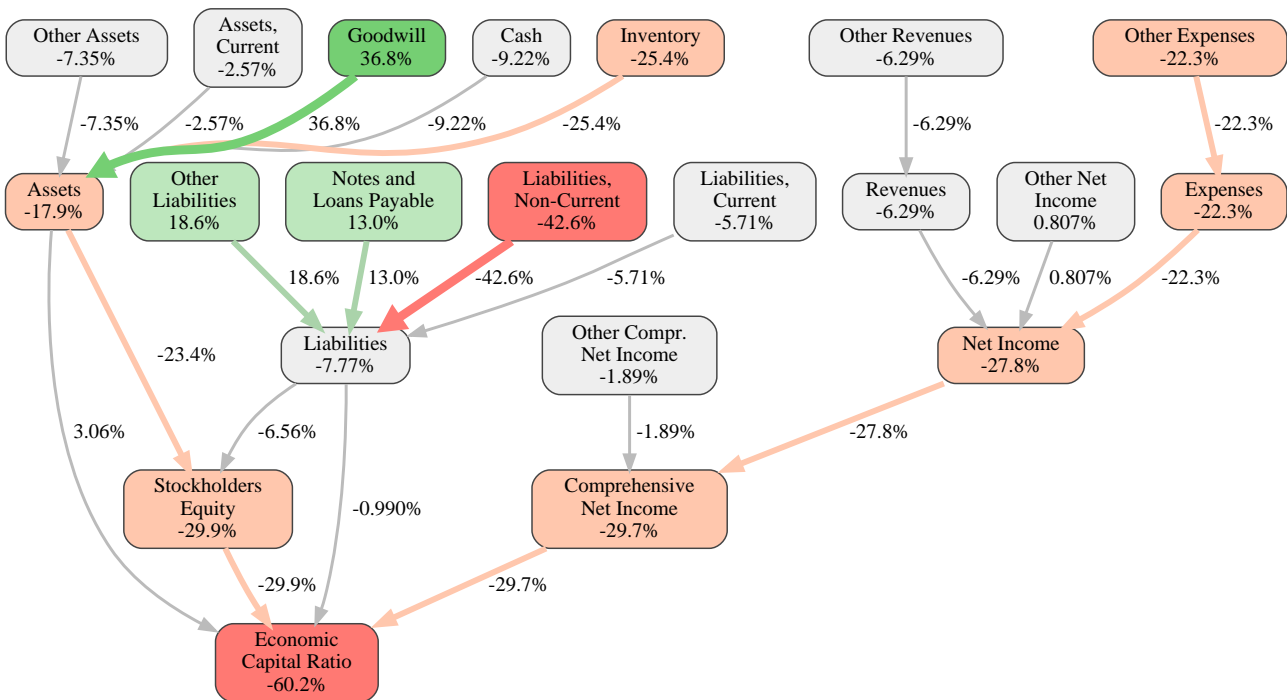 Other Assets
-7.35%
Assets,
Current
-2.57%
Goodwill
36.8%
Cash
-9.22%
Inventory
-25.4%
Other Revenues
-6.29%
Other Expenses
-22.3%
-7.35%
-2.57%
36.8%
-9.22%
-25.4%
-6.29%
-22.3%
Assets
-17.9%
Other
Liabilities
18.6%
Notes and
Loans Payable
13.0%
Liabilities,
Non-Current
-42.6%
Liabilities,
Current
-5.71%
Revenues
-6.29%
Other Net
Income
0.807%
Expenses
-22.3%
18.6%
13.0%
-42.6%
-5.71%
-6.29%
0.807%
-22.3%
-23.4%
Liabilities
-7.77%
Other Compr.
Net Income
-1.89%
Net Income
-27.8%
3.06%
-6.56%
-0.990%
-1.89%
-27.8%
Stockholders
Equity
-29.9%
Comprehensive
Net Income
-29.7%
-29.9%
-29.7%
Economic
Capital Ratio
-60.2%